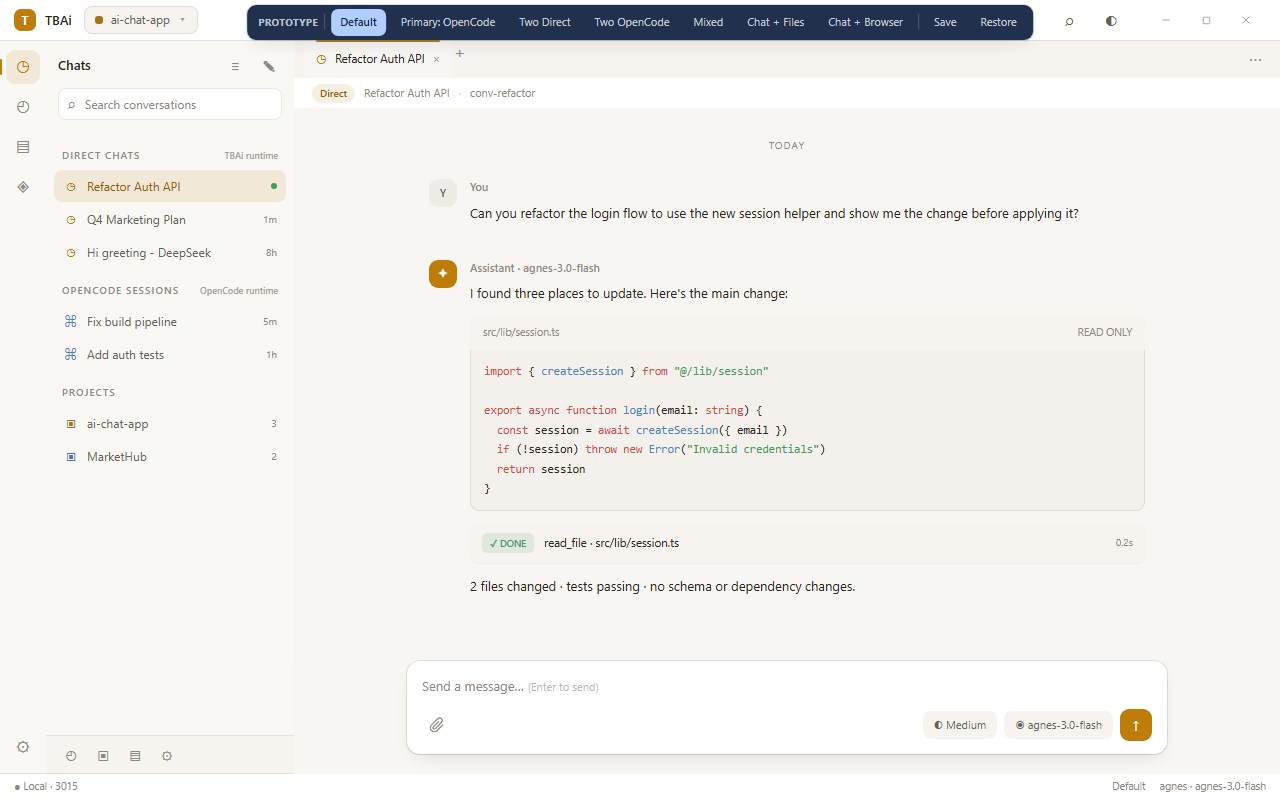 T TBAi ai-chat-app
PROTOTYPE Default Primary: OpenCode Two Direct Two OpenCode Mixed Chat + Files Chat + Browser Save Restore
Chats
Search conversations
DIRECT CHATS TBAi runtime
Refactor Auth API
Q4 Marketing Plan 1m
Hi greeting - DeepSeek 8h
OPENCODE SESSIONS OpenCode runtime
Fix build pipeline 5m
Add auth tests 1h
PROJECTS
ai-chat-app 3
MarketHub 2
Refactor Auth API × +
Direct Refactor Auth API · conv-refactor
TODAY
Y You
Can you refactor the login flow to use the new session helper and show me the change before applying it?
Assistant · agnes-3.0-flash
I found three places to update. Here's the main change:
src/lib/session.ts READ ONLY
import { createSession } from "@/lib/session"
export async function login(email: string) {
const session = await createSession({ email })
if (!session) throw new Error("Invalid credentials")
return session
}
✓ DONE read_file · src/lib/session.ts 0.2s
2 files changed · tests passing · no schema or dependency changes.
Send a message... (Enter to send)
Medium agnes-3.0-flash ↑
Local · 3015
Default agnes · agnes-3.0-flash